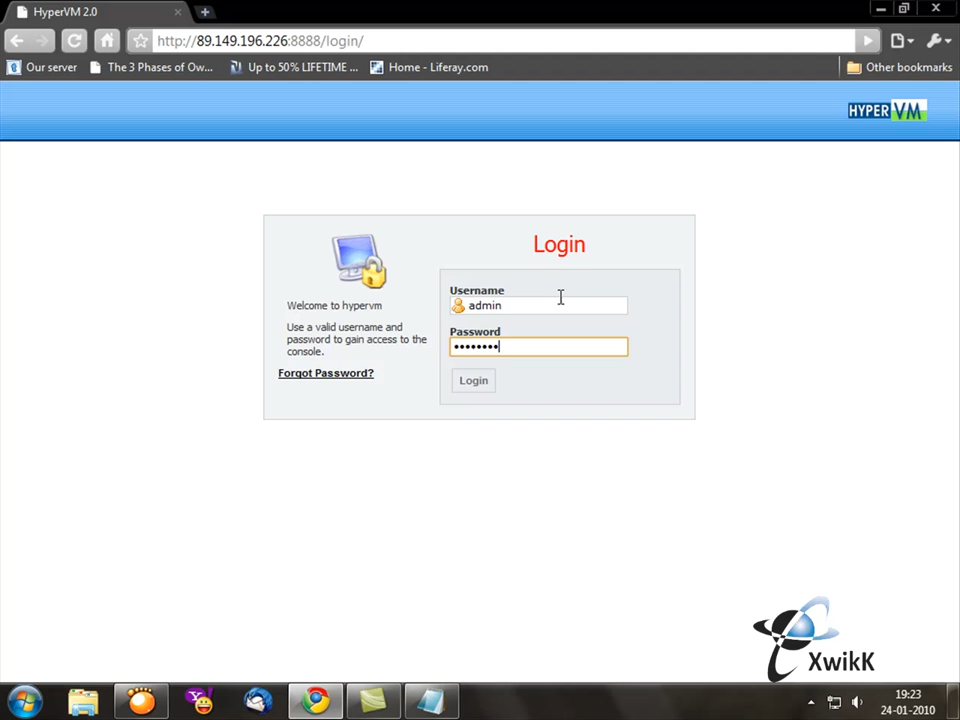 HyperVM 2.0
http://89.149.196.226:8888/login/
Our server
The 3 Phases of Ow...
Up to 50% LIFETIME ...
Home - Liferay.com
Other bookmarks
HYPER VM
Login
Username
admin
Welcome to hypervm
Use a valid username and
password to gain access to the
console.
Forgot Password?
Password
••••••••
Login
XwikK
19:23
24-01-2010